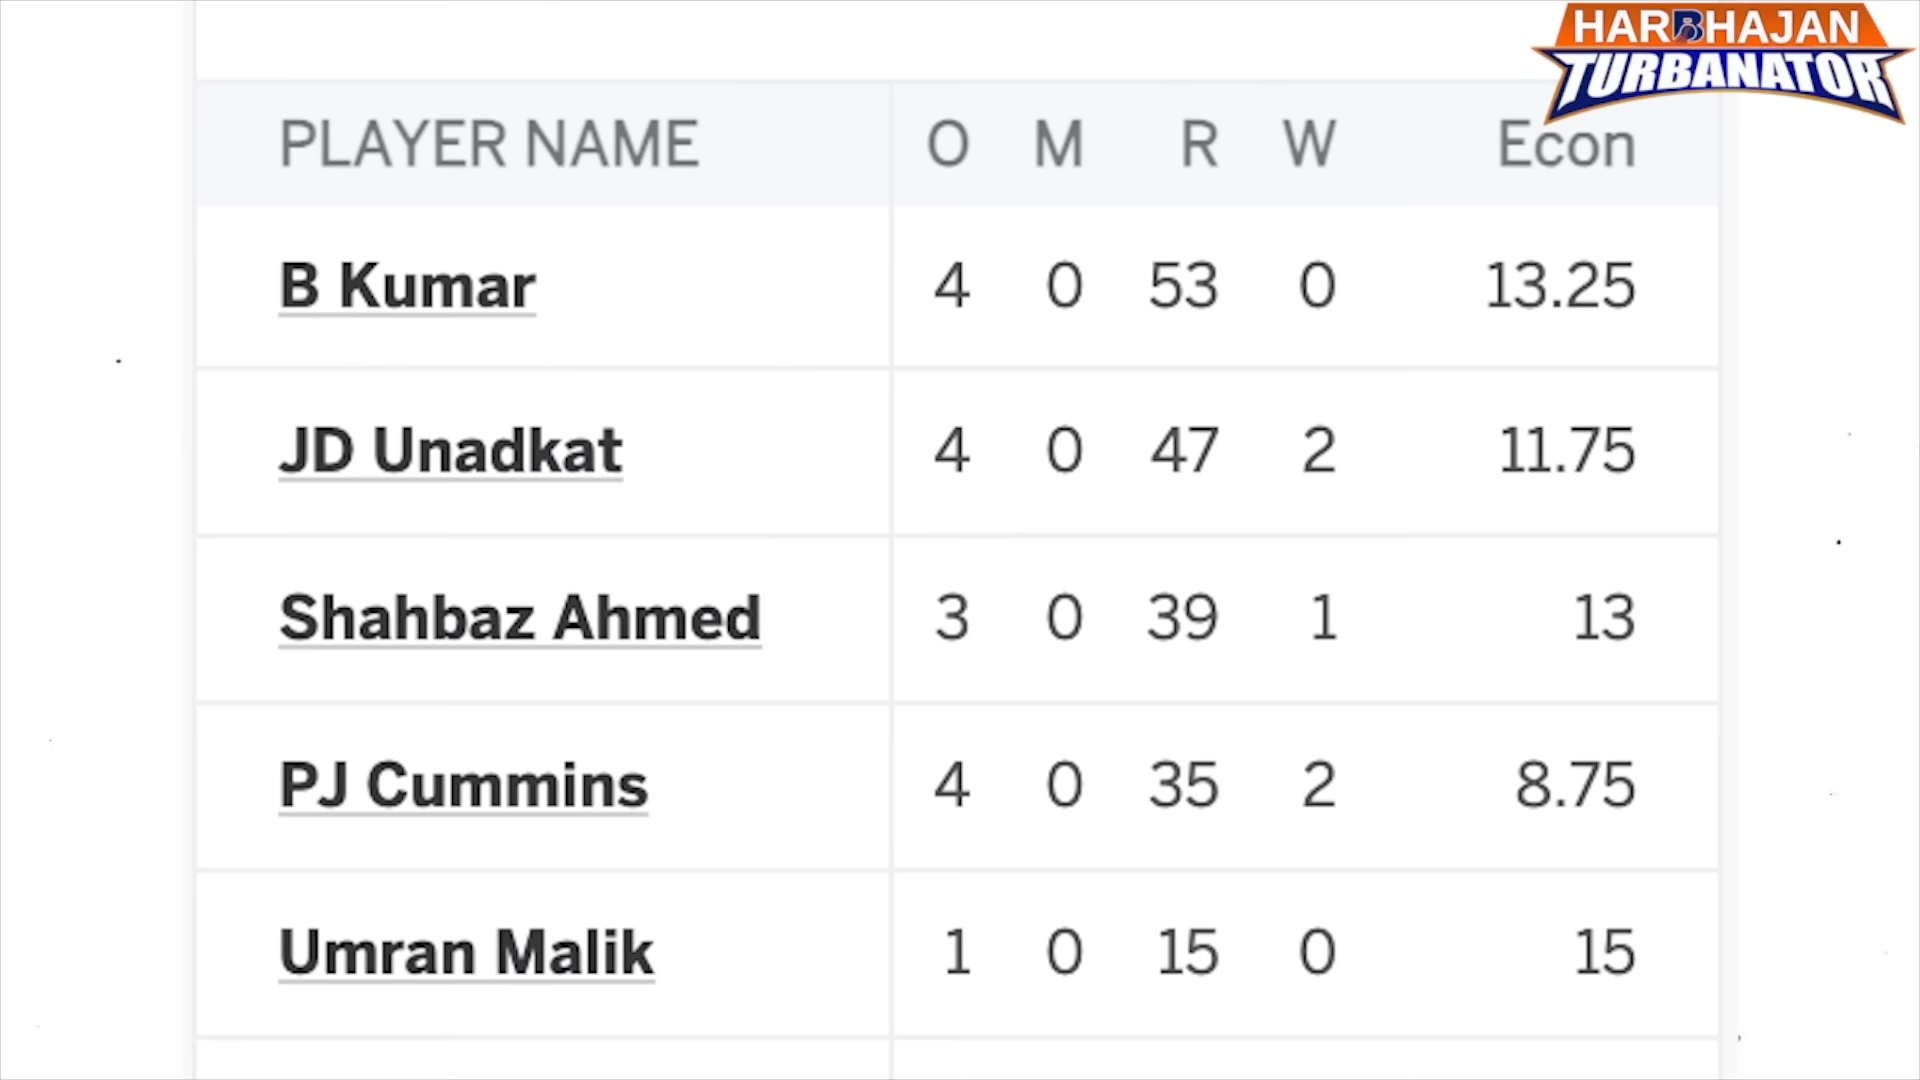 HARBHAJAN
TURBANATOR
PLAYER NAME O M R W Econ
B Kumar 4 0 53 0 13.25
JD Unadkat 4 0 47 2 11.75
Shahbaz Ahmed 3 0 39 1 13
PJ Cummins 4 0 35 2 8.75
Umran Malik 1 0 15 0 15